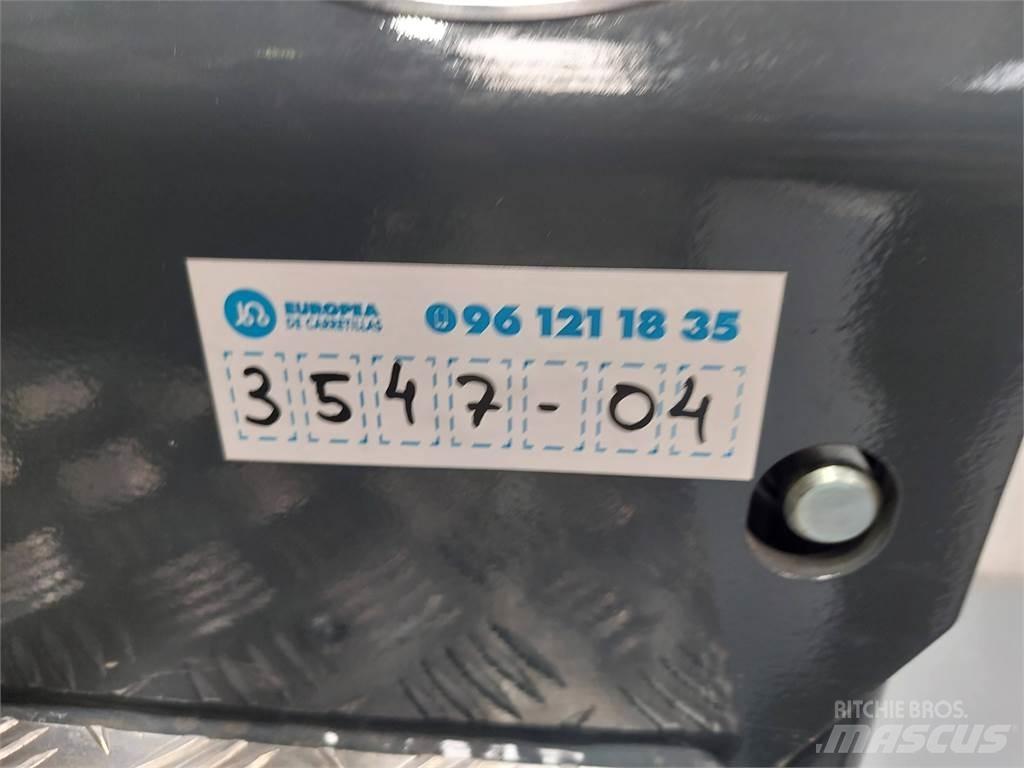 EUROPEA
DE CARRETILLAS
96 121 18 35
3547-04
RITCHIE BROS.
MASCUS